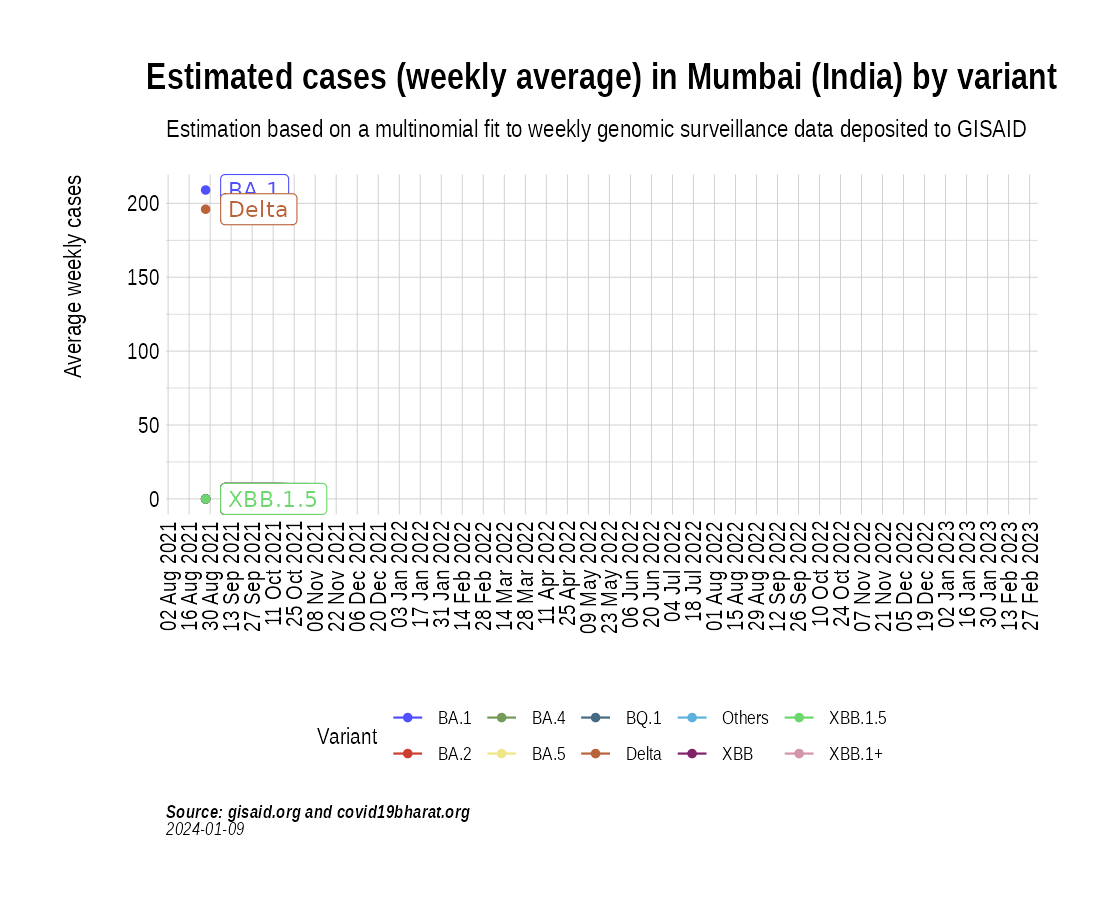 Estimated cases (weekly average) in Mumbai (India) by variant
Estimation based on a multinomial fit to weekly genomic surveillance data deposited to GISAID
Average weekly cases
200
150
100
50
0
BA.1
Delta
XBB.1.5
02 Aug 2021
16 Aug 2021
30 Aug 2021
13 Sep 2021
27 Sep 2021
11 Oct 2021
25 Oct 2021
08 Nov 2021
22 Nov 2021
06 Dec 2021
20 Dec 2021
03 Jan 2022
17 Jan 2022
31 Jan 2022
14 Feb 2022
28 Feb 2022
14 Mar 2022
28 Mar 2022
11 Apr 2022
25 Apr 2022
09 May 2022
23 May 2022
06 Jun 2022
20 Jun 2022
04 Jul 2022
18 Jul 2022
01 Aug 2022
15 Aug 2022
29 Aug 2022
12 Sep 2022
26 Sep 2022
10 Oct 2022
24 Oct 2022
07 Nov 2022
21 Nov 2022
05 Dec 2022
19 Dec 2022
02 Jan 2023
16 Jan 2023
30 Jan 2023
13 Feb 2023
27 Feb 2023
Variant
BA.1 BA.4 BQ.1 Others XBB.1.5
BA.2 BA.5 Delta XBB XBB.1+
Source: gisaid.org and covid19bharat.org
2024-01-09